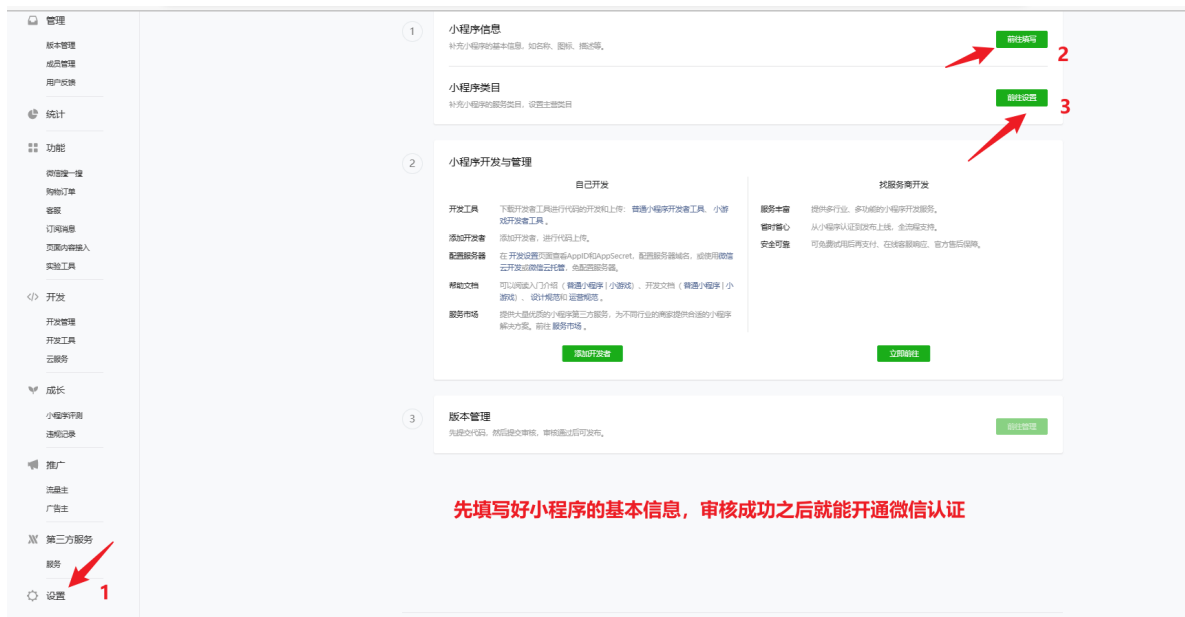 管理
版本管理
成员管理
用户反馈
统计
功能
微信搜一搜
购物订单
客服
订阅消息
页面内容接入
实验工具
开发
开发管理
开发工具
云服务
成长
小程序评测
违规记录
推广
流量主
广告主
第三方服务
服务
设置
1
1
小程序信息
补充小程序的基本信息，如名称、图标、描述等。
前往填写
2
小程序类目
补充小程序的服务类目，设置主营类目
前往设置
3
2
小程序开发与管理
自己开发
开发工具 下载开发者工具进行代码的开发和上传： 普通小程序开发者工具、 小游
戏开发者工具 。
添加开发者 添加开发者，进行代码上传。
配置服务器 在 开发设置页面查看AppID和AppSecret，配置服务器域名，或使用微信
云开发或微信云托管，免配置服务器。
帮助文档 可以阅读入门介绍（ 普通小程序 | 小游戏）、开发文档（ 普通小程序 | 小
游戏）、 设计规范和 运营规范 。
服务市场 提供大量优质的小程序第三方服务，为不同行业的商家提供合适的小程序
解决方案。前往 服务市场 。
添加开发者
找服务商开发
服务丰富 提供多行业、多功能的小程序开发服务。
省时省心 从小程序认证到发布上线，全流程支持。
安全可靠 可免费试用后再支付、在线客服响应、官方售后保障。
立即前往
3
版本管理
先提交代码，然后提交审核，审核通过后可发布。
前往管理
先填写好小程序的基本信息，审核成功之后就能开通微信认证